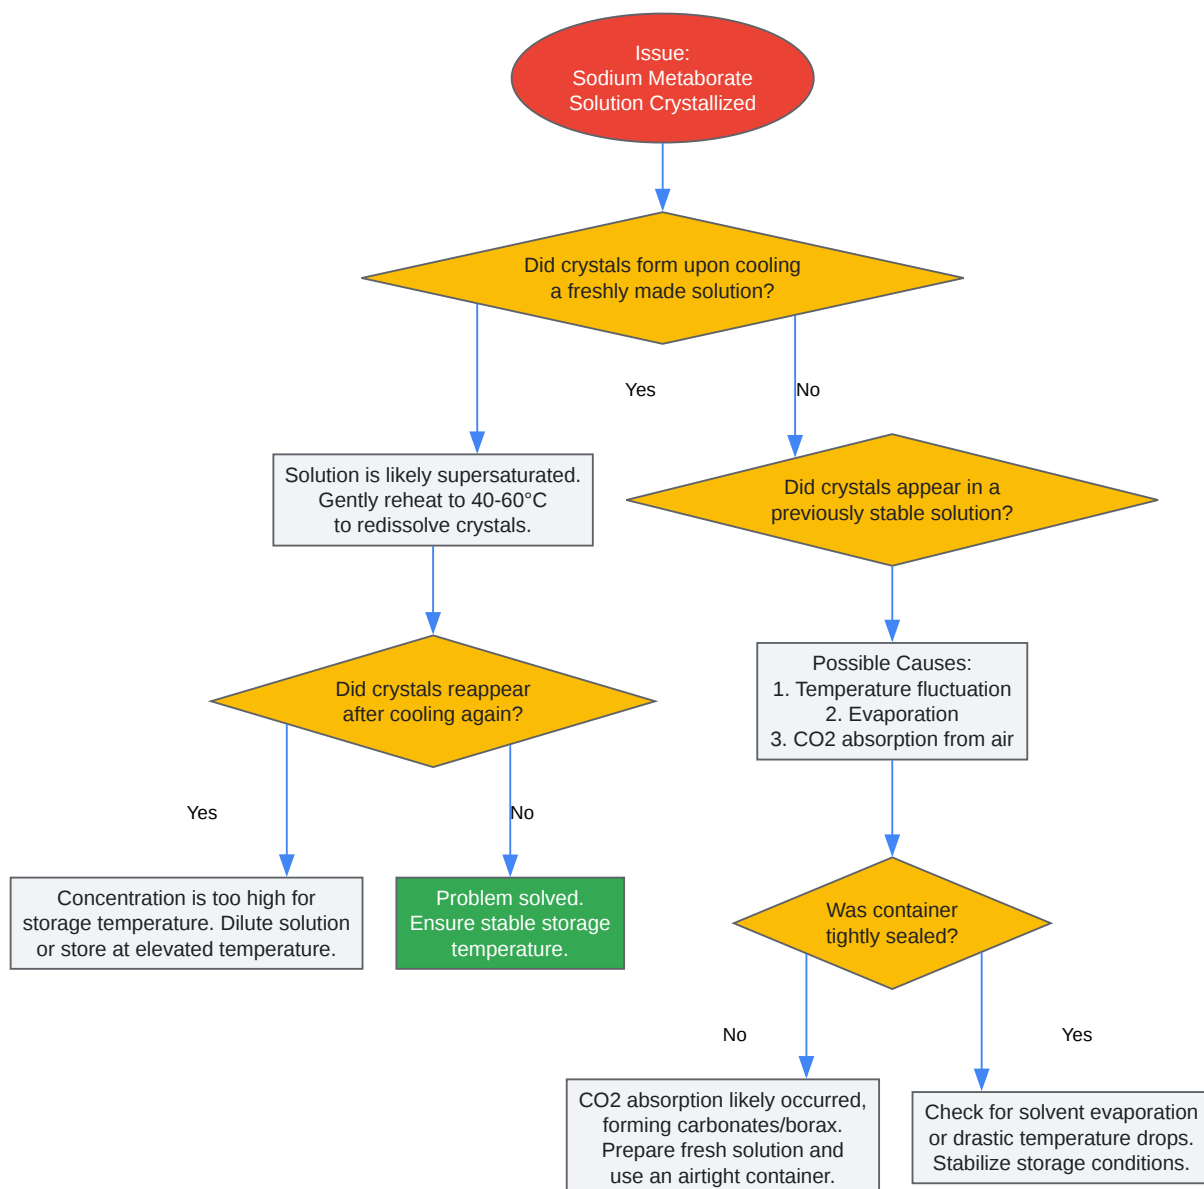 Issue:
Sodium Metaborate
Solution Crystallized
Did crystals form upon cooling
a freshly made solution?
Yes
No
Solution is likely supersaturated.
Gently reheat to 40-60°C
to redissolve crystals.
Did crystals appear in a
previously stable solution?
Did crystals reappear
after cooling again?
Possible Causes:
1. Temperature fluctuation
2. Evaporation
3. CO2 absorption from air
Yes
No
Concentration is too high for
storage temperature. Dilute solution
or store at elevated temperature.
Problem solved.
Ensure stable storage
temperature.
Was container
tightly sealed?
No
Yes
CO2 absorption likely occurred,
forming carbonates/borax.
Prepare fresh solution and
use an airtight container.
Check for solvent evaporation
or drastic temperature drops.
Stabilize storage conditions.